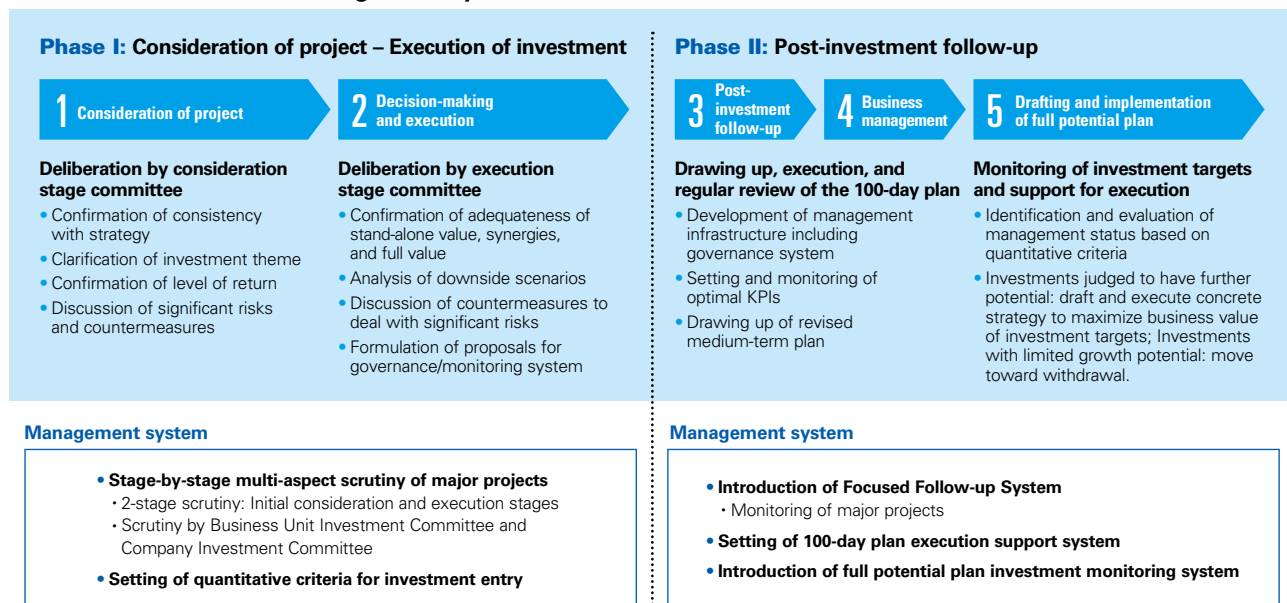 Phase I: Consideration of project – Execution of investment
1 Consideration of project
2 Decision-making
and execution
Deliberation by consideration
stage committee
• Confirmation of consistency
with strategy
• Clarification of investment theme
• Confirmation of level of return
• Discussion of significant risks
and countermeasures
Deliberation by execution
stage committee
• Confirmation of adequateness of
stand-alone value, synergies,
and full value
• Analysis of downside scenarios
• Discussion of countermeasures to
deal with significant risks
• Formulation of proposals for
governance/monitoring system
Phase II: Post-investment follow-up
3 Post-
investment
follow-up
4 Business
management
5 Drafting and implementation
of full potential plan
Drawing up, execution, and
regular review of the 100-day plan
• Development of management
infrastructure including
governance system
• Setting and monitoring of
optimal KPIs
• Drawing up of revised
medium-term plan
Monitoring of investment targets
and support for execution
• Identification and evaluation of
management status based on
quantitative criteria
• Investments judged to have further
potential: draft and execute concrete
strategy to maximize business value
of investment targets; Investments
with limited growth potential: move
toward withdrawal.
Management system
• Stage-by-stage multi-aspect scrutiny of major projects
• 2-stage scrutiny: Initial consideration and execution stages
• Scrutiny by Business Unit Investment Committee and
Company Investment Committee
• Setting of quantitative criteria for investment entry
Management system
• Introduction of Focused Follow-up System
• Monitoring of major projects
• Setting of 100-day plan execution support system
• Introduction of full potential plan investment monitoring system